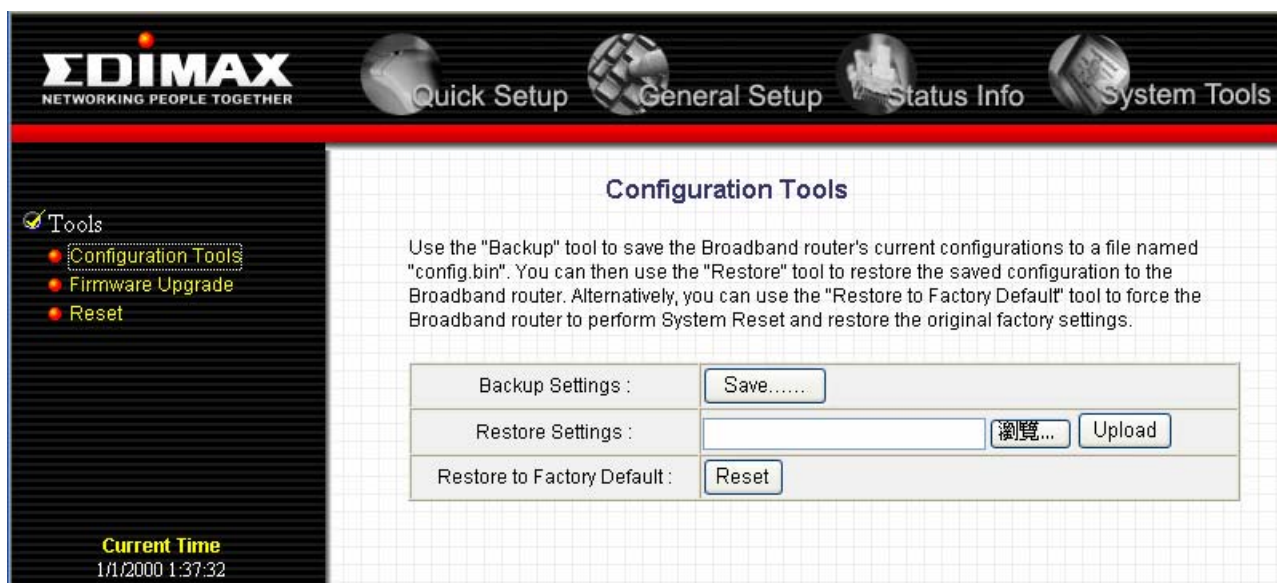 EDIMAX
NETWORKING PEOPLE TOGETHER
Quick Setup
General Setup
Status Info
System Tools
Tools
Configuration Tools
Firmware Upgrade
Reset
Current Time
1/1/2000 1:37:32
Configuration Tools
Use the "Backup" tool to save the Broadband router's current configurations to a file named
"config.bin". You can then use the "Restore" tool to restore the saved configuration to the
Broadband router. Alternatively, you can use the "Restore to Factory Default" tool to force the
Broadband router to perform System Reset and restore the original factory settings.
Backup Settings : Save......
Restore Settings : 瀏覽... Upload
Restore to Factory Default : Reset